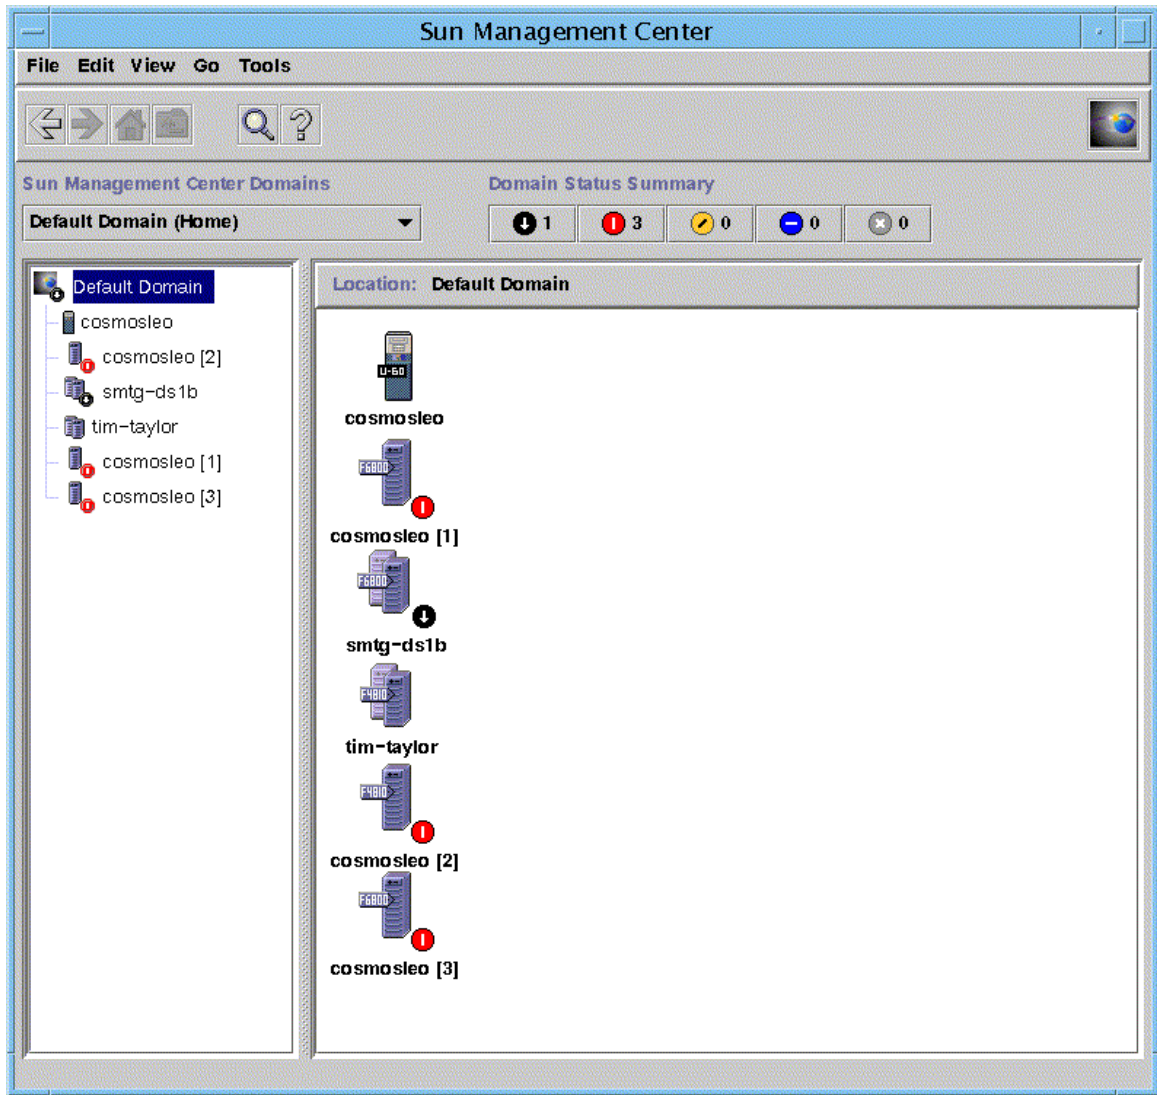 Sun Management Center
File Edit View Go Tools
Sun Management Center Domains
Domain Status Summary
Default Domain (Home)
1 3 0 0 0
Default Domain
cosmosleo
cosmosleo [2]
smtg-ds1b
tim-taylor
cosmosleo [1]
cosmosleo [3]
Location: Default Domain
U-60
cosmosleo
F6800
cosmosleo [1]
F6800
smtg-ds1b
F4810
tim-taylor
F4810
cosmosleo [2]
F6800
cosmosleo [3]